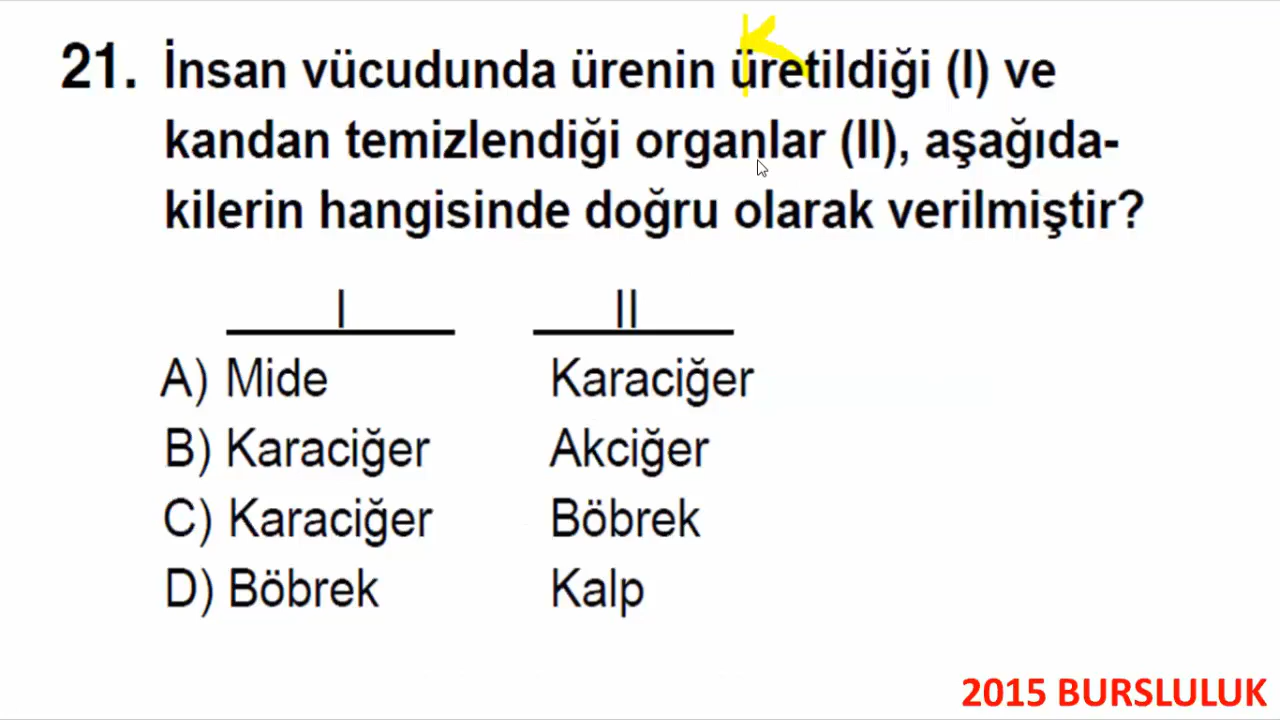 21. İnsan vücudunda ürenin üretildiği (I) ve
kandan temizlendiği organlar (II), aşağıda-
kilerin hangisinde doğru olarak verilmiştir?
I II
A) Mide Karaciğer
B) Karaciğer Akciğer
C) Karaciğer Böbrek
D) Böbrek Kalp
2015 BURSLULUK